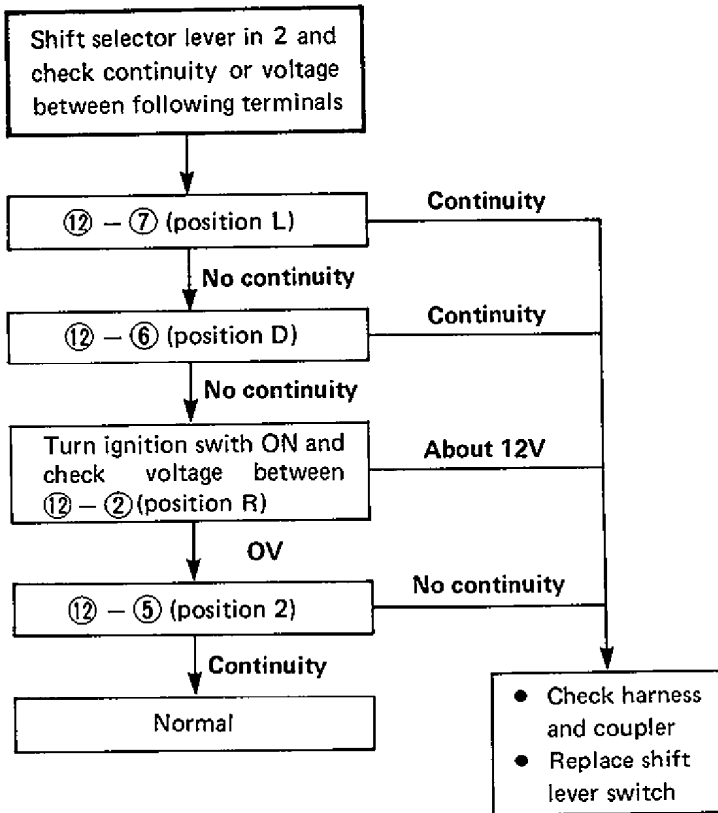 Shift selector lever in 2 and
check continuity or voltage
between following terminals
⑫ – ⑦ (position L)
Continuity
No continuity
⑫ – ⑥ (position D)
Continuity
No continuity
Turn ignition swith ON and
check voltage between
⑫ – ② (position R)
About 12V
OV
⑫ – ⑤ (position 2)
No continuity
Continuity
Normal
● Check harness
and coupler
● Replace shift
lever switch